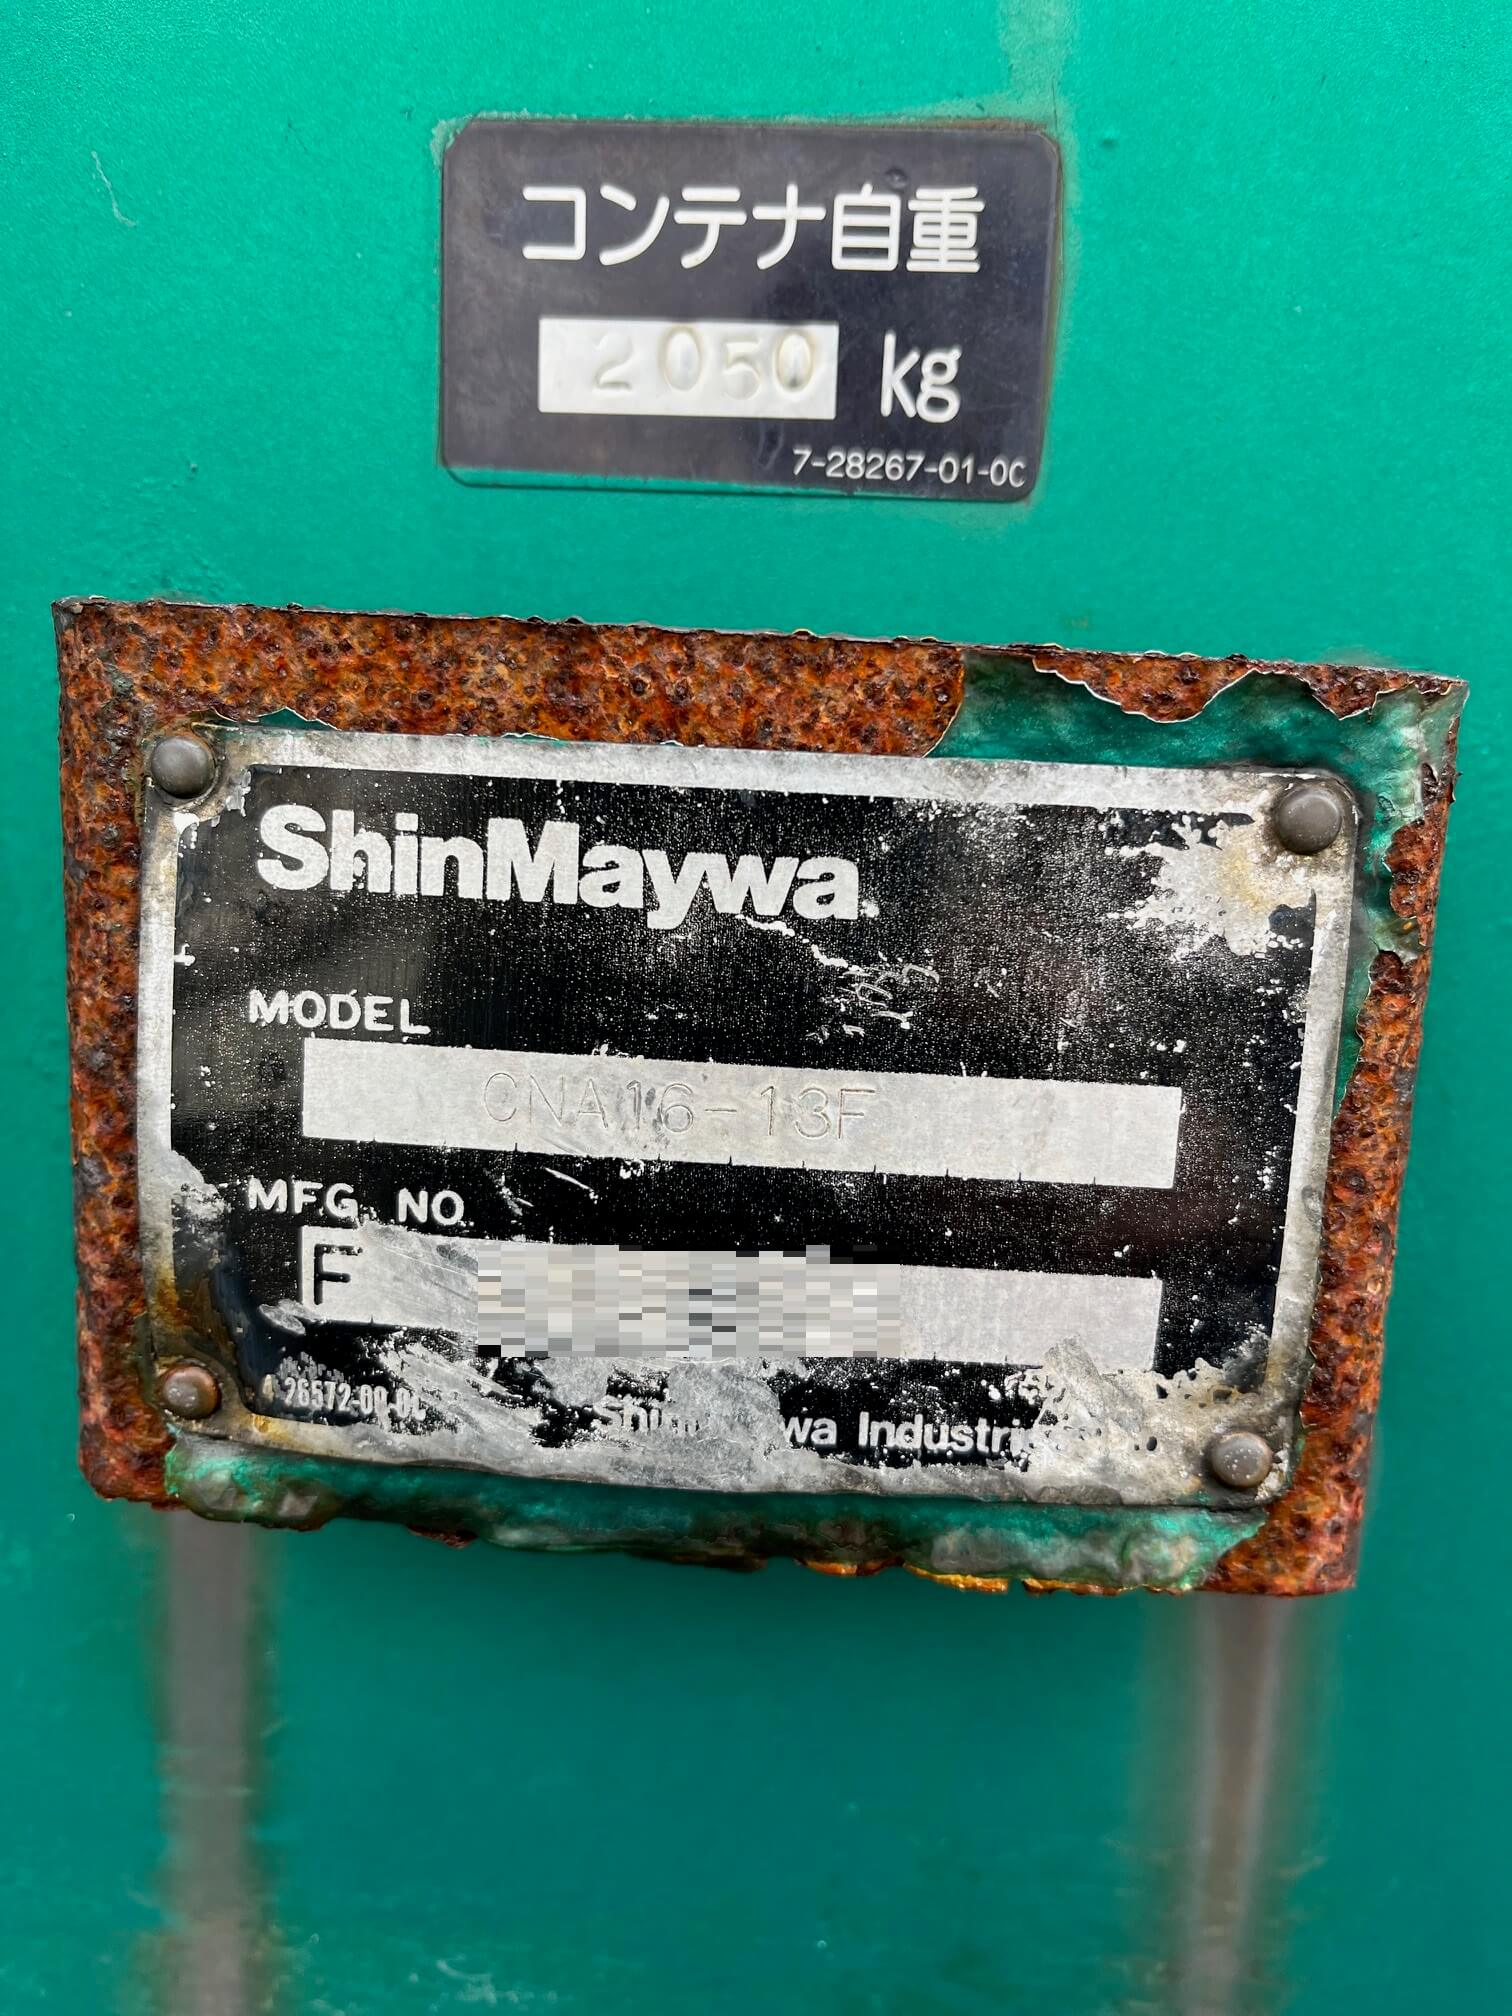 コンテナ自重
2050 kg
7-28267-01-0C
ShinMaywa
MODEL
CNA16-13F
MFG. NO
F
Industri